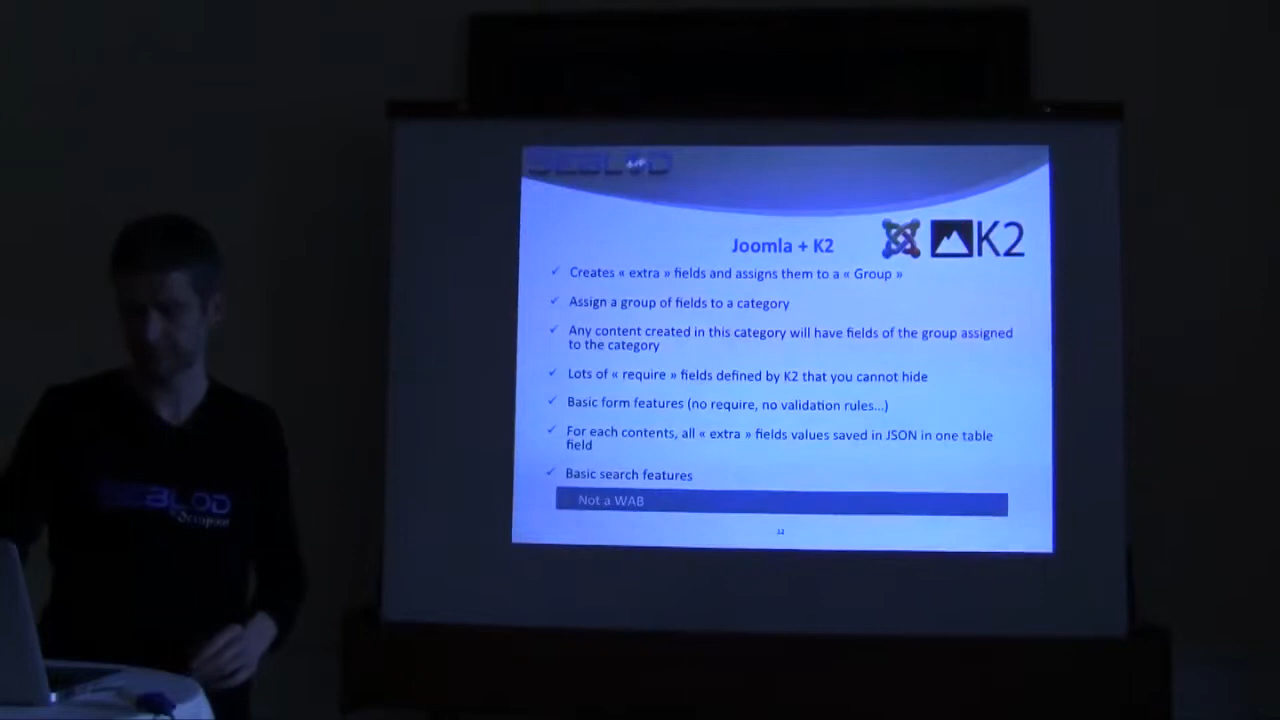 SEBLOD
K2
Joomla + K2
✓ Creates « extra » fields and assigns them to a « Group »
✓ Assign a group of fields to a category
✓ Any content created in this category will have fields of the group assigned
to the category
✓ Lots of « require » fields defined by K2 that you cannot hide
✓ Basic form features (no require, no validation rules...)
✓ For each contents, all « extra » fields values saved in JSON in one table
field
✓ Basic search features
Not a WAB
12
SEBLOD